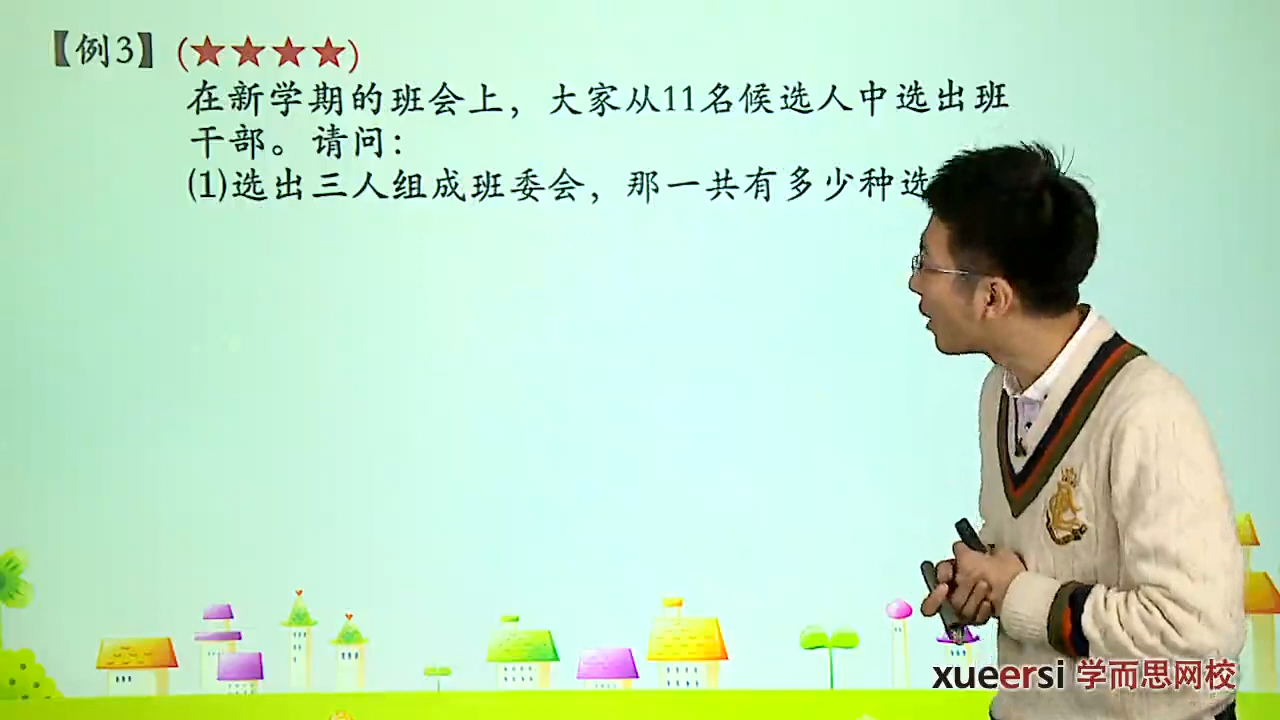 【例3】(★★★★)
在新学期的班会上，大家从11名候选人中选出班
干部。请问：
(1)选出三人组成班委会，那一共有多少种选
xueersi 学而思网校